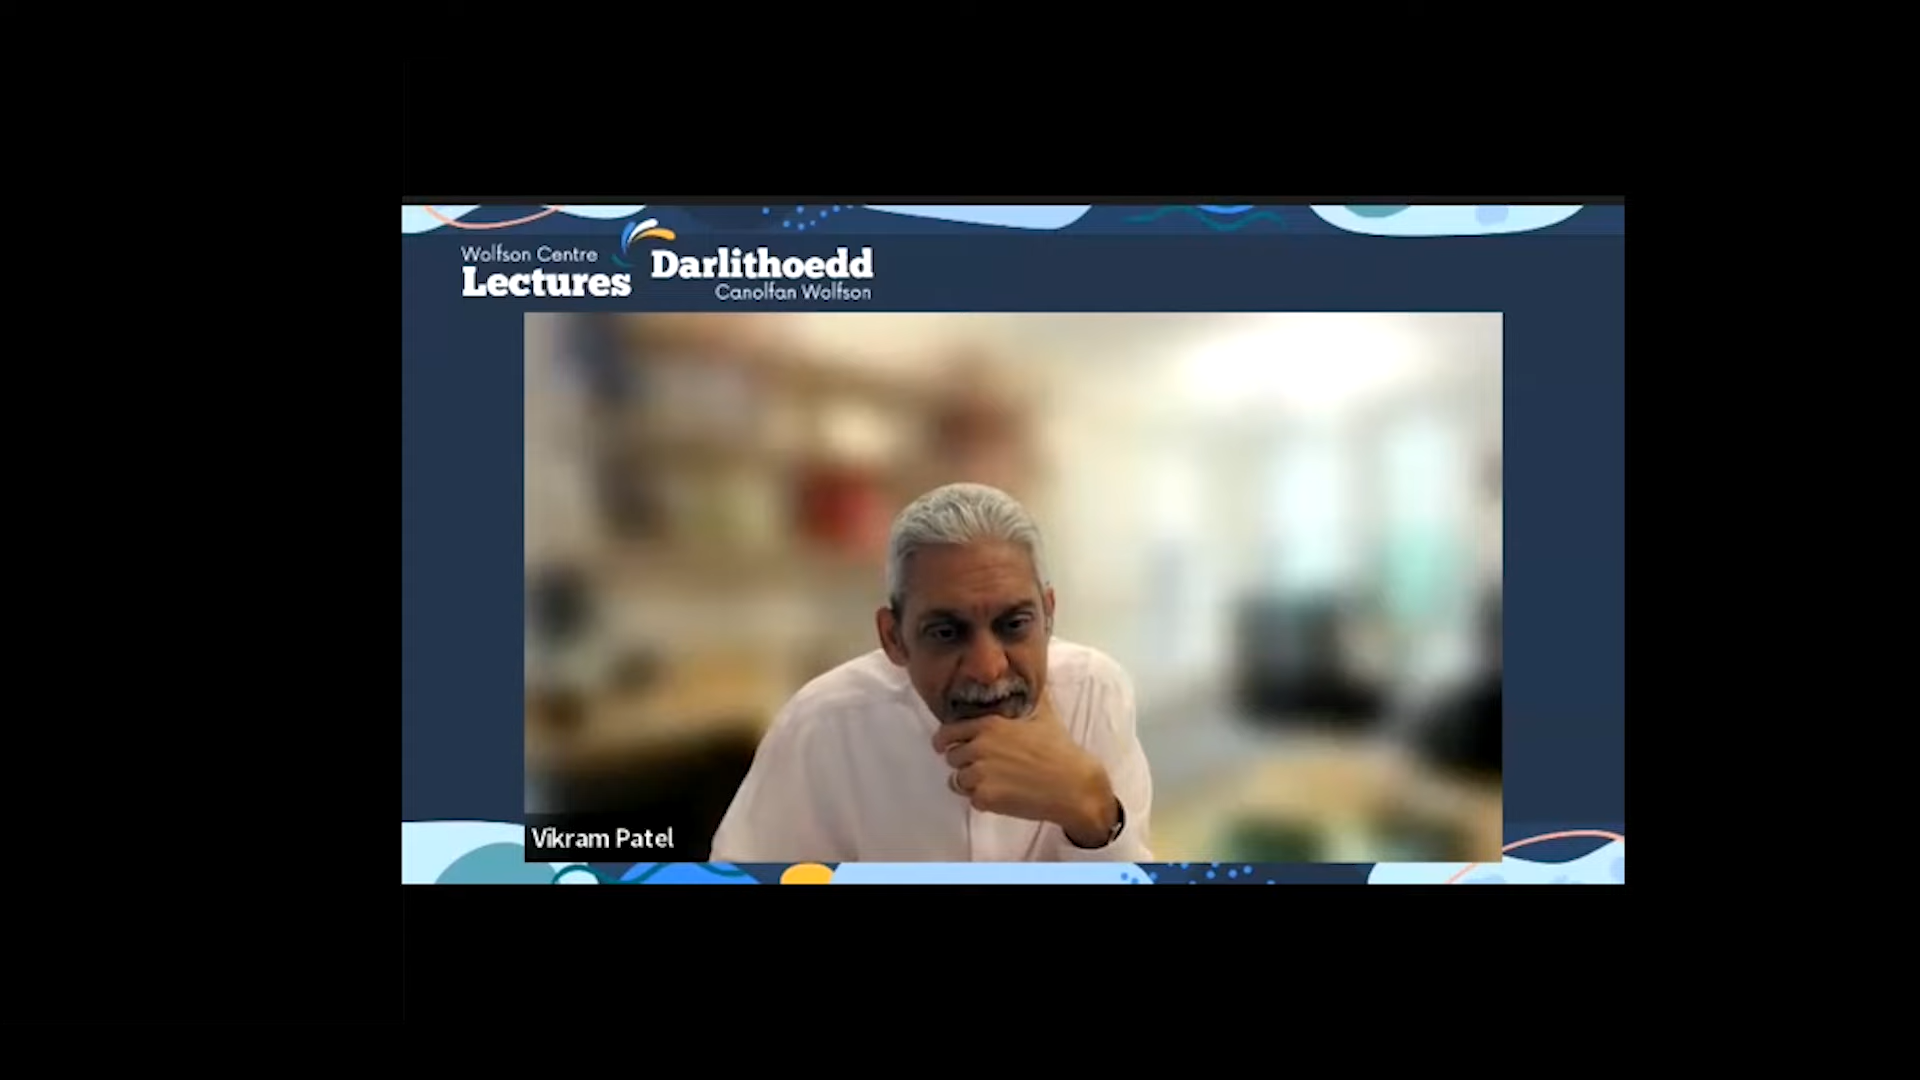 Wolfson Centre
Lectures
Darlithoedd
Canolfan Wolfson
Vikram Patel